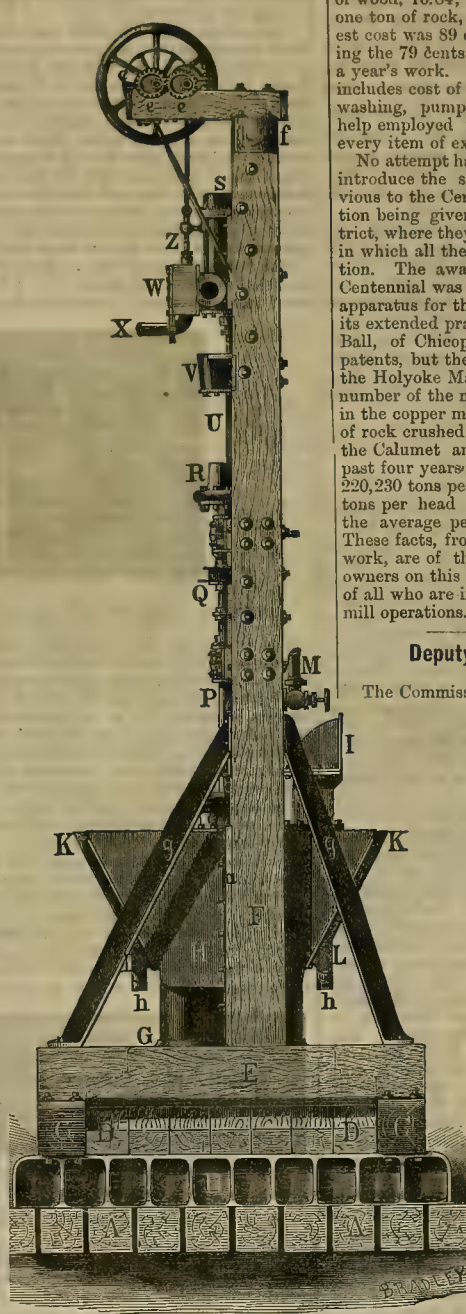 of wood, 10.84,
one ton of rock,
est cost was 89
ing the 79 cents
a year's work.
includes cost of
washing, pump
help employed
every item of ex
No attempt ha
introduce the s
vious to the Cen
tion being given
trict, where they
in which all the
tion. The awa
Centennial was
apparatus for th
its extended pra
Ball, of Chicop
patents, but the
the Holyoke Ma
number of the m
in the copper m
of rock crushed
the Calumet an
past four years
220,230 tons pe
tons per head
the average pe
These facts, fro
work, are of th
owners on this
of all who are i
mill operations.
Deputy
The Commiss
e e
f
S
Z
W
X
V
U
R
Q
P
M
I
K K
g g
a
F
H
L
h h
G
E
C B D C
A A
BRADLEY